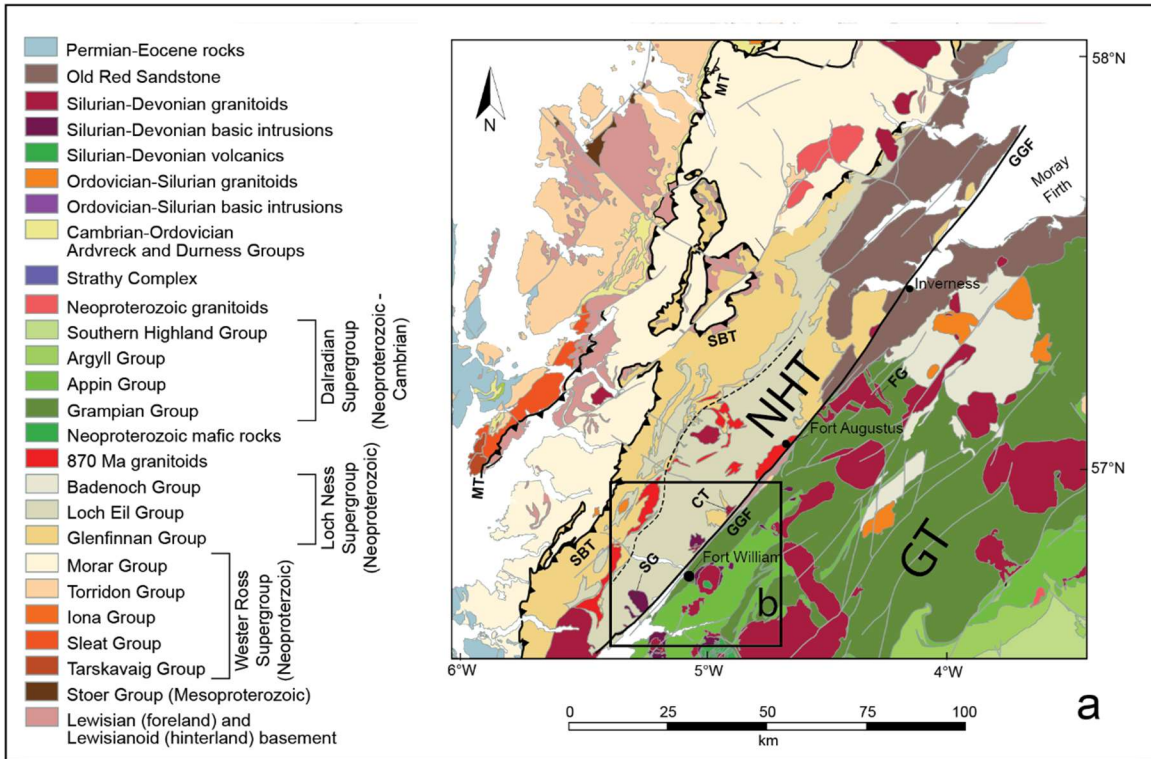 Permian-Eocene rocks
Old Red Sandstone
Silurian-Devonian granitoids
Silurian-Devonian basic intrusions
Silurian-Devonian volcanics
Ordovician-Silurian granitoids
Ordovician-Silurian basic intrusions
Cambrian-Ordovician
Ardvreck and Durness Groups
Strathy Complex
Neoproterozoic granitoids
Southern Highland Group
Argyll Group
Appin Group
Grampian Group
Dalradian
Supergroup
(Neoproterozoic -
Cambrian)
Neoproterozoic mafic rocks
870 Ma granitoids
Badenoch Group
Loch Eil Group
Glenfinnan Group
Loch Ness
Supergroup
(Neoproterozoic)
Morar Group
Torridon Group
Iona Group
Sleat Group
Tarskavaig Group
Wester Ross
Supergroup
(Neoproterzoic)
Stoer Group (Mesoproterozoic)
Lewisian (foreland) and
Lewisianoid (hinterland) basement
N
MT
58°N
GGF
Moray
Firth
Inverness
SBT
NHT
FG
Fort Augustus
57°N
MT
CT
GGF
SBT
SG
Fort William
GT
b
6°W
5°W
4°W
a
0
25
50
75
100
km